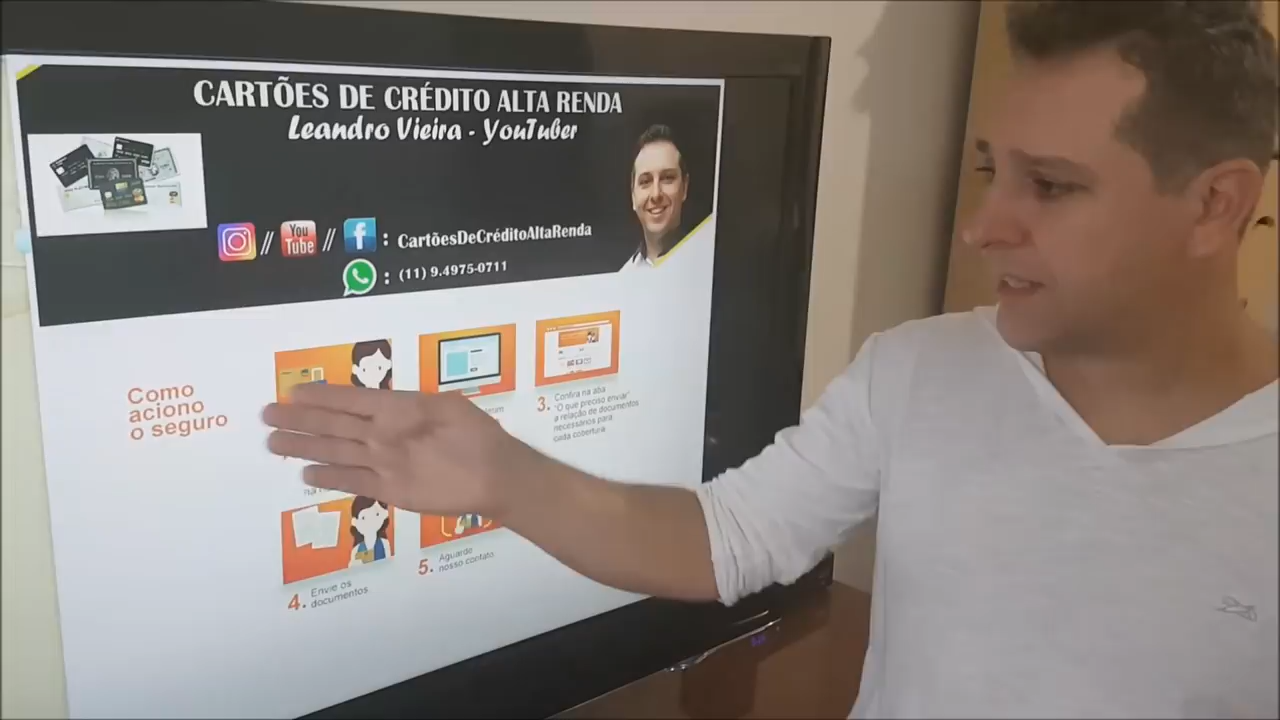 CARTÕES DE CRÉDITO ALTA RENDA
Leandro Vieira - YouTuber
You
Tube
// // : CartõesDeCréditoAltaRenda
: (11) 9.4975-0711
Como
aciono
o seguro
3. Confira na aba
"O que preciso enviar"
a relação de documentos
necessários para
cada cobertura
4. Envie os
documentos
5. Aguarde
nosso contato